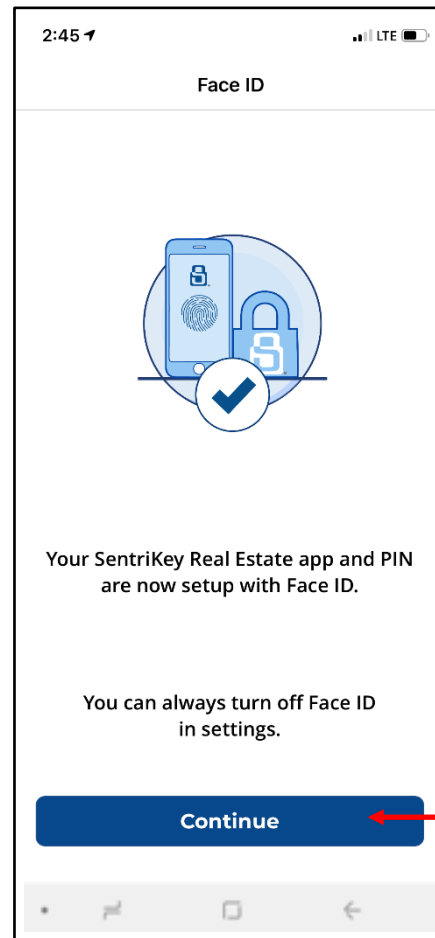 2:45 LTE
Face ID
Your SentriKey Real Estate app and PIN
are now setup with Face ID.
You can always turn off Face ID
in settings.
Continue